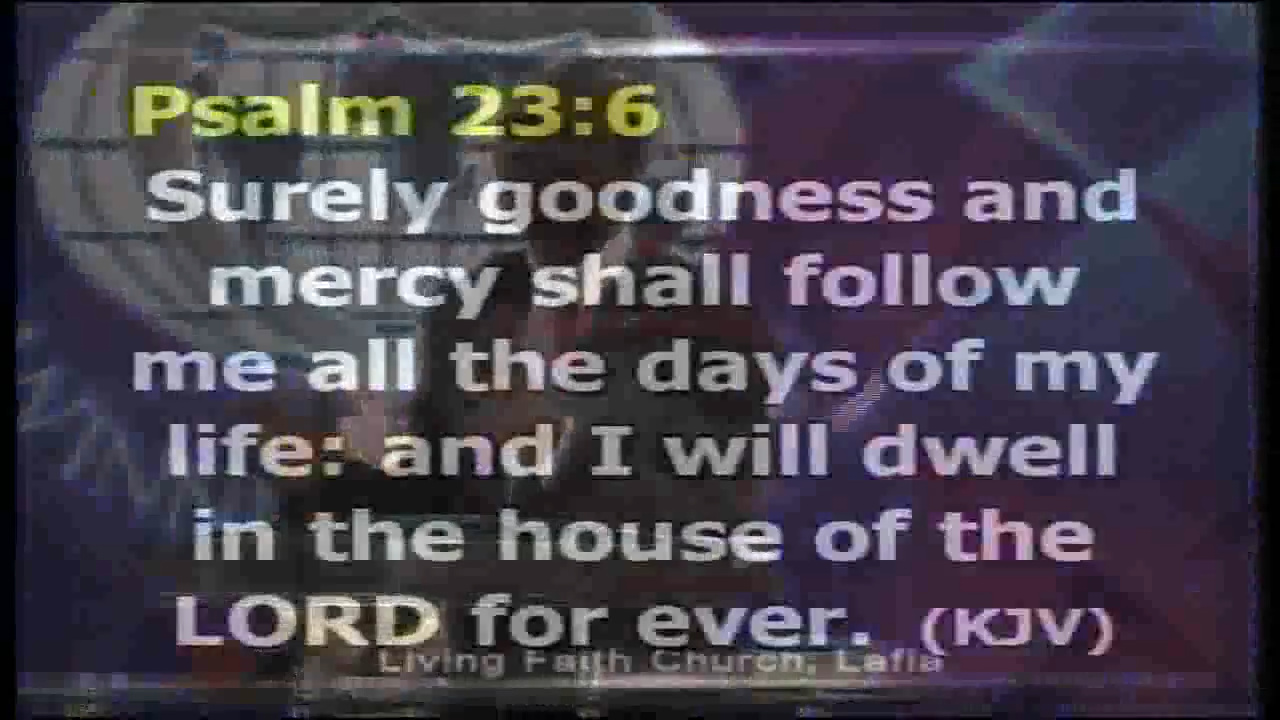 Psalm 23:6
Surely goodness and
mercy shall follow
me all the days of my
life: and I will dwell
in the house of the
LORD for ever. (KJV)
Living Faith Church, Lafia